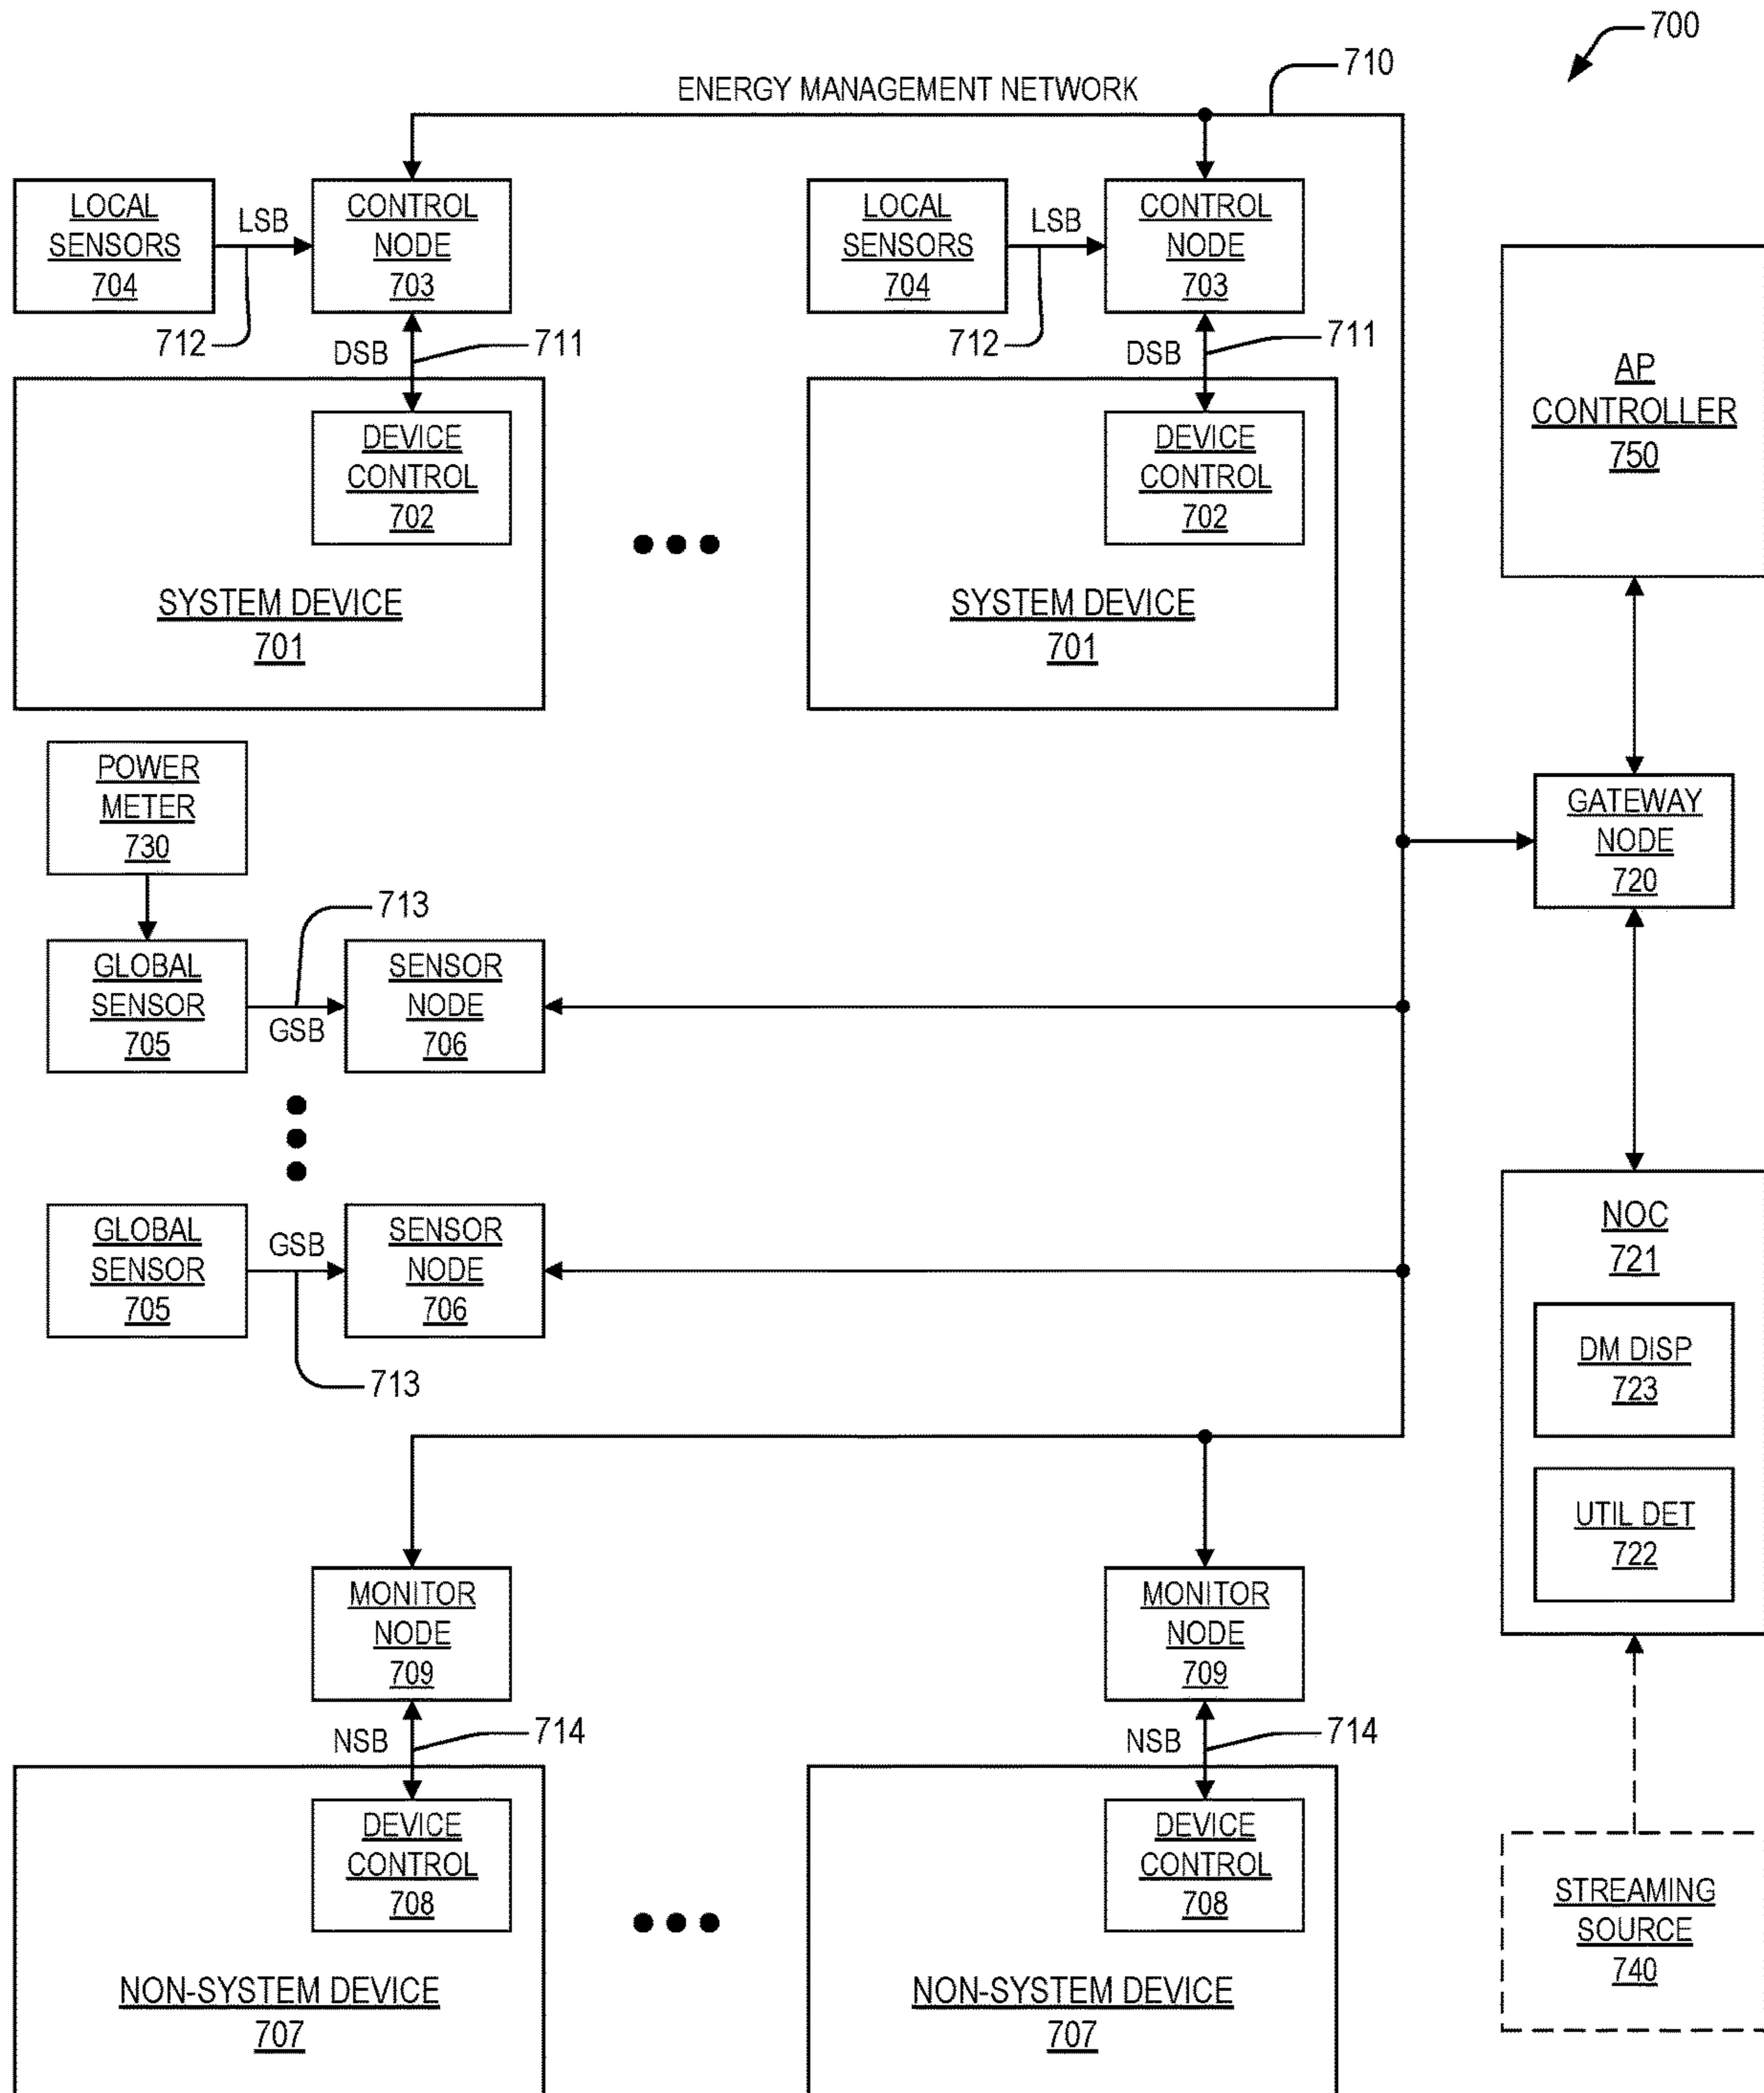 700
710
ENERGY MANAGEMENT NETWORK
LOCAL
SENSORS
704
LSB
712
CONTROL
NODE
703
DSB
711
DEVICE
CONTROL
702
SYSTEM DEVICE
701
LOCAL
SENSORS
704
LSB
712
CONTROL
NODE
703
DSB
711
DEVICE
CONTROL
702
SYSTEM DEVICE
701
AP
CONTROLLER
750
POWER
METER
730
GATEWAY
NODE
720
713
GLOBAL
SENSOR
705
GSB
SENSOR
NODE
706
GLOBAL
SENSOR
705
GSB
SENSOR
NODE
706
713
NOC
721
DM DISP
723
UTIL DET
722
MONITOR
NODE
709
NSB
714
DEVICE
CONTROL
708
NON-SYSTEM DEVICE
707
MONITOR
NODE
709
NSB
714
DEVICE
CONTROL
708
NON-SYSTEM DEVICE
707
STREAMING
SOURCE
740